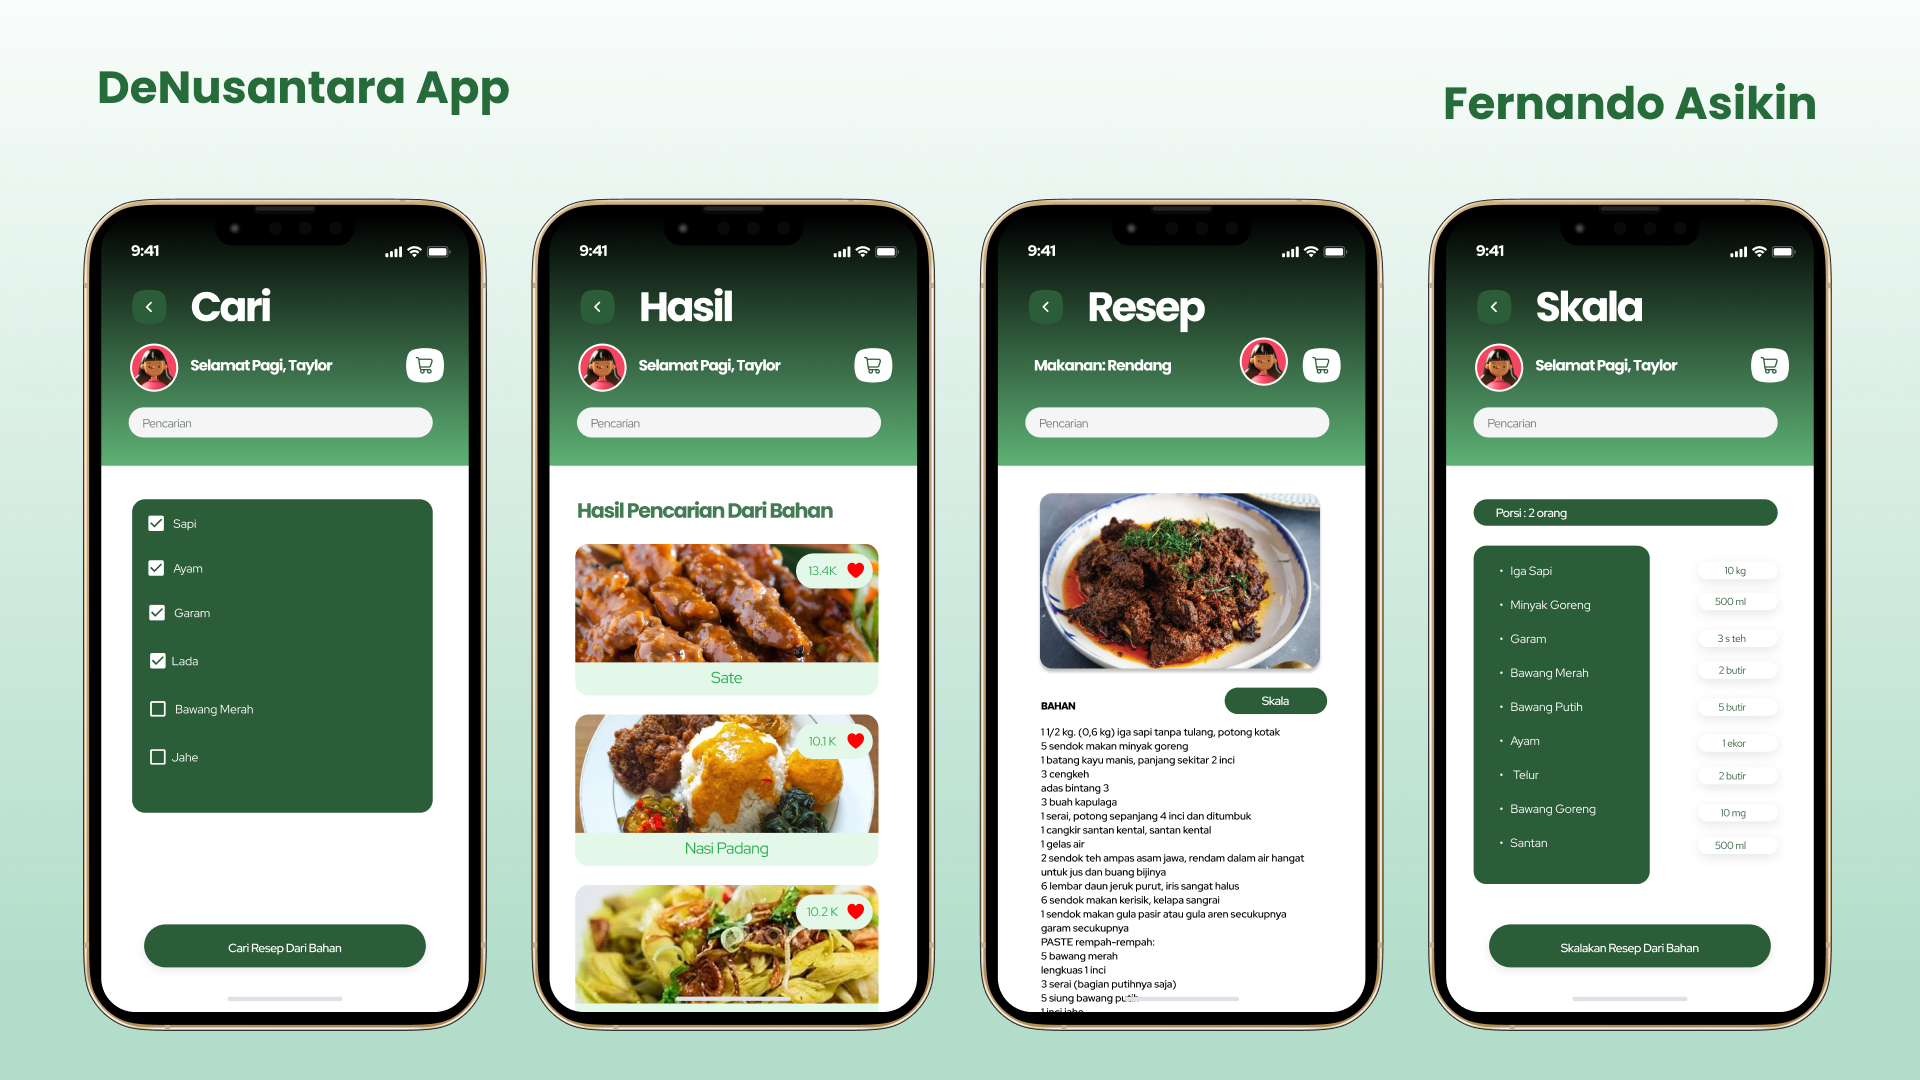 DeNusantara App
Fernando Asikin
9:41
Cari
Selamat Pagi, Taylor
Pencarian
Sapi
Ayam
Garam
Lada
Bawang Merah
Jahe
Cari Resep Dari Bahan
9:41
Hasil
Selamat Pagi, Taylor
Pencarian
Hasil Pencarian Dari Bahan
13.4K
Sate
10.1 K
Nasi Padang
10.2 K
9:41
Resep
Makanan: Rendang
Pencarian
Skala
BAHAN
1 1/2 kg. (0,6 kg) iga sapi tanpa tulang, potong kotak
5 sendok makan minyak goreng
1 batang kayu manis, panjang sekitar 2 inci
3 cengkeh
adas bintang 3
3 buah kapulaga
1 serai, potong sepanjang 4 inci dan ditumbuk
1 cangkir santan kental, santan kental
1 gelas air
2 sendok teh ampas asam jawa, rendam dalam air hangat
untuk jus dan buang bijinya
6 lembar daun jeruk purut, iris sangat halus
6 sendok makan kerisik, kelapa sangrai
1 sendok makan gula pasir atau gula aren secukupnya
garam secukupnya
PASTE rempah-rempah:
5 bawang merah
lengkuas 1 inci
3 serai (bagian putihnya saja)
5 siung bawang putih
1 inci jahe
9:41
Skala
Selamat Pagi, Taylor
Pencarian
Porsi : 2 orang
• Iga Sapi 10 kg
• Minyak Goreng 500 ml
• Garam 3 s teh
• Bawang Merah 2 butir
• Bawang Putih 5 butir
• Ayam 1 ekor
• Telur 2 butir
• Bawang Goreng 10 mg
• Santan 500 ml
Skalakan Resep Dari Bahan